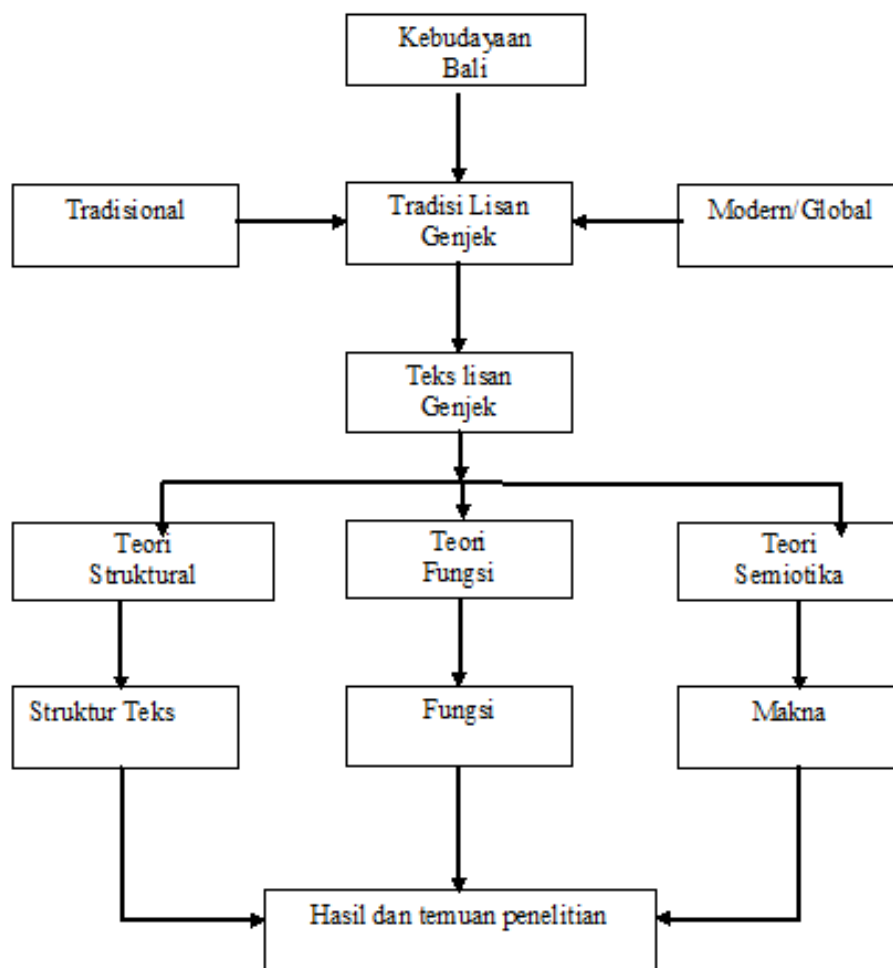 Kebudayaan
Bali
Tradisional
Tradisi Lisan
Genjek
Modern/Global
Teks lisan
Genjek
Teori
Struktural
Teori
Fungsi
Teori
Semiotika
Struktur Teks
Fungsi
Makna
Hasil dan temuan penelitian